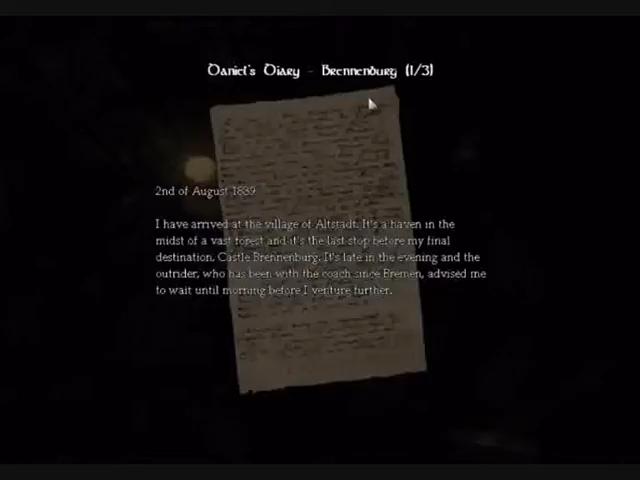 Daniel's Diary - Brennenburg (1/3)
2nd of August 1839
I have arrived at the village of Altstadt. It's a haven in the
midst of a vast forest and it's the last stop before my final
destination, Castle Brennenburg. It's late in the evening and the
outrider, who has been with the coach since Bremen, advised me
to wait until morning before I venture further.